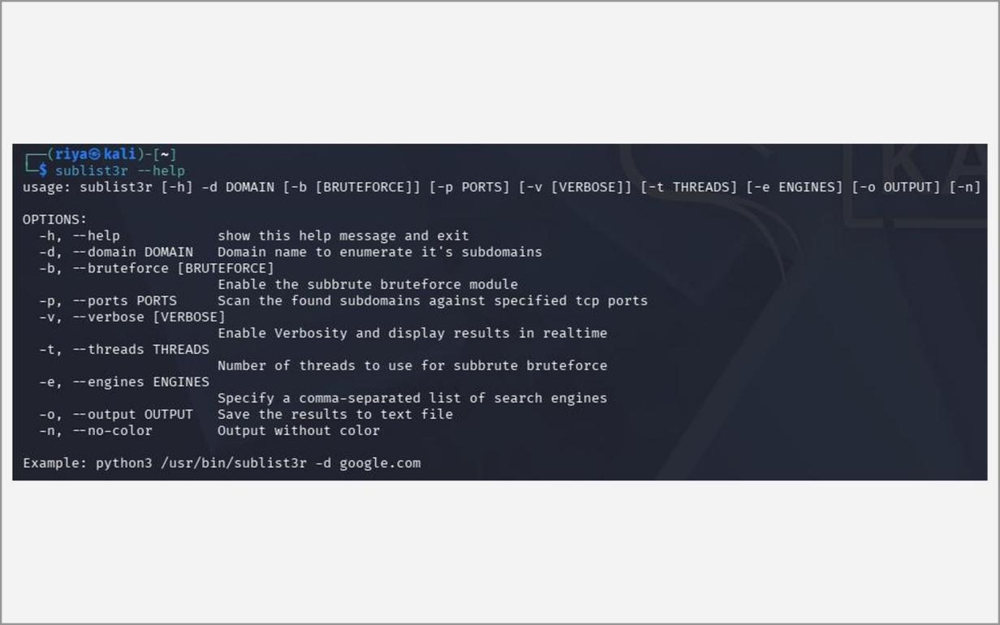 ┌──(riya㉿kali)-[~]
└─$ sublist3r --help
usage: sublist3r [-h] -d DOMAIN [-b [BRUTEFORCE]] [-p PORTS] [-v [VERBOSE]] [-t THREADS] [-e ENGINES] [-o OUTPUT] [-n]
OPTIONS:
-h, --help show this help message and exit
-d, --domain DOMAIN Domain name to enumerate it's subdomains
-b, --bruteforce [BRUTEFORCE]
Enable the subbrute bruteforce module
-p, --ports PORTS Scan the found subdomains against specified tcp ports
-v, --verbose [VERBOSE]
Enable Verbosity and display results in realtime
-t, --threads THREADS
Number of threads to use for subbrute bruteforce
-e, --engines ENGINES
Specify a comma-separated list of search engines
-o, --output OUTPUT Save the results to text file
-n, --no-color Output without color
Example: python3 /usr/bin/sublist3r -d google.com
KA